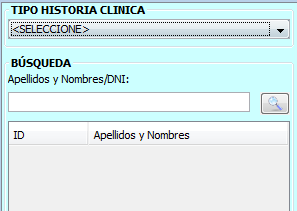 TIPO HISTORIA CLINICA
<SELECCIONE>
BÚSQUEDA
Apellidos y Nombres/DNI:
ID Apellidos y Nombres